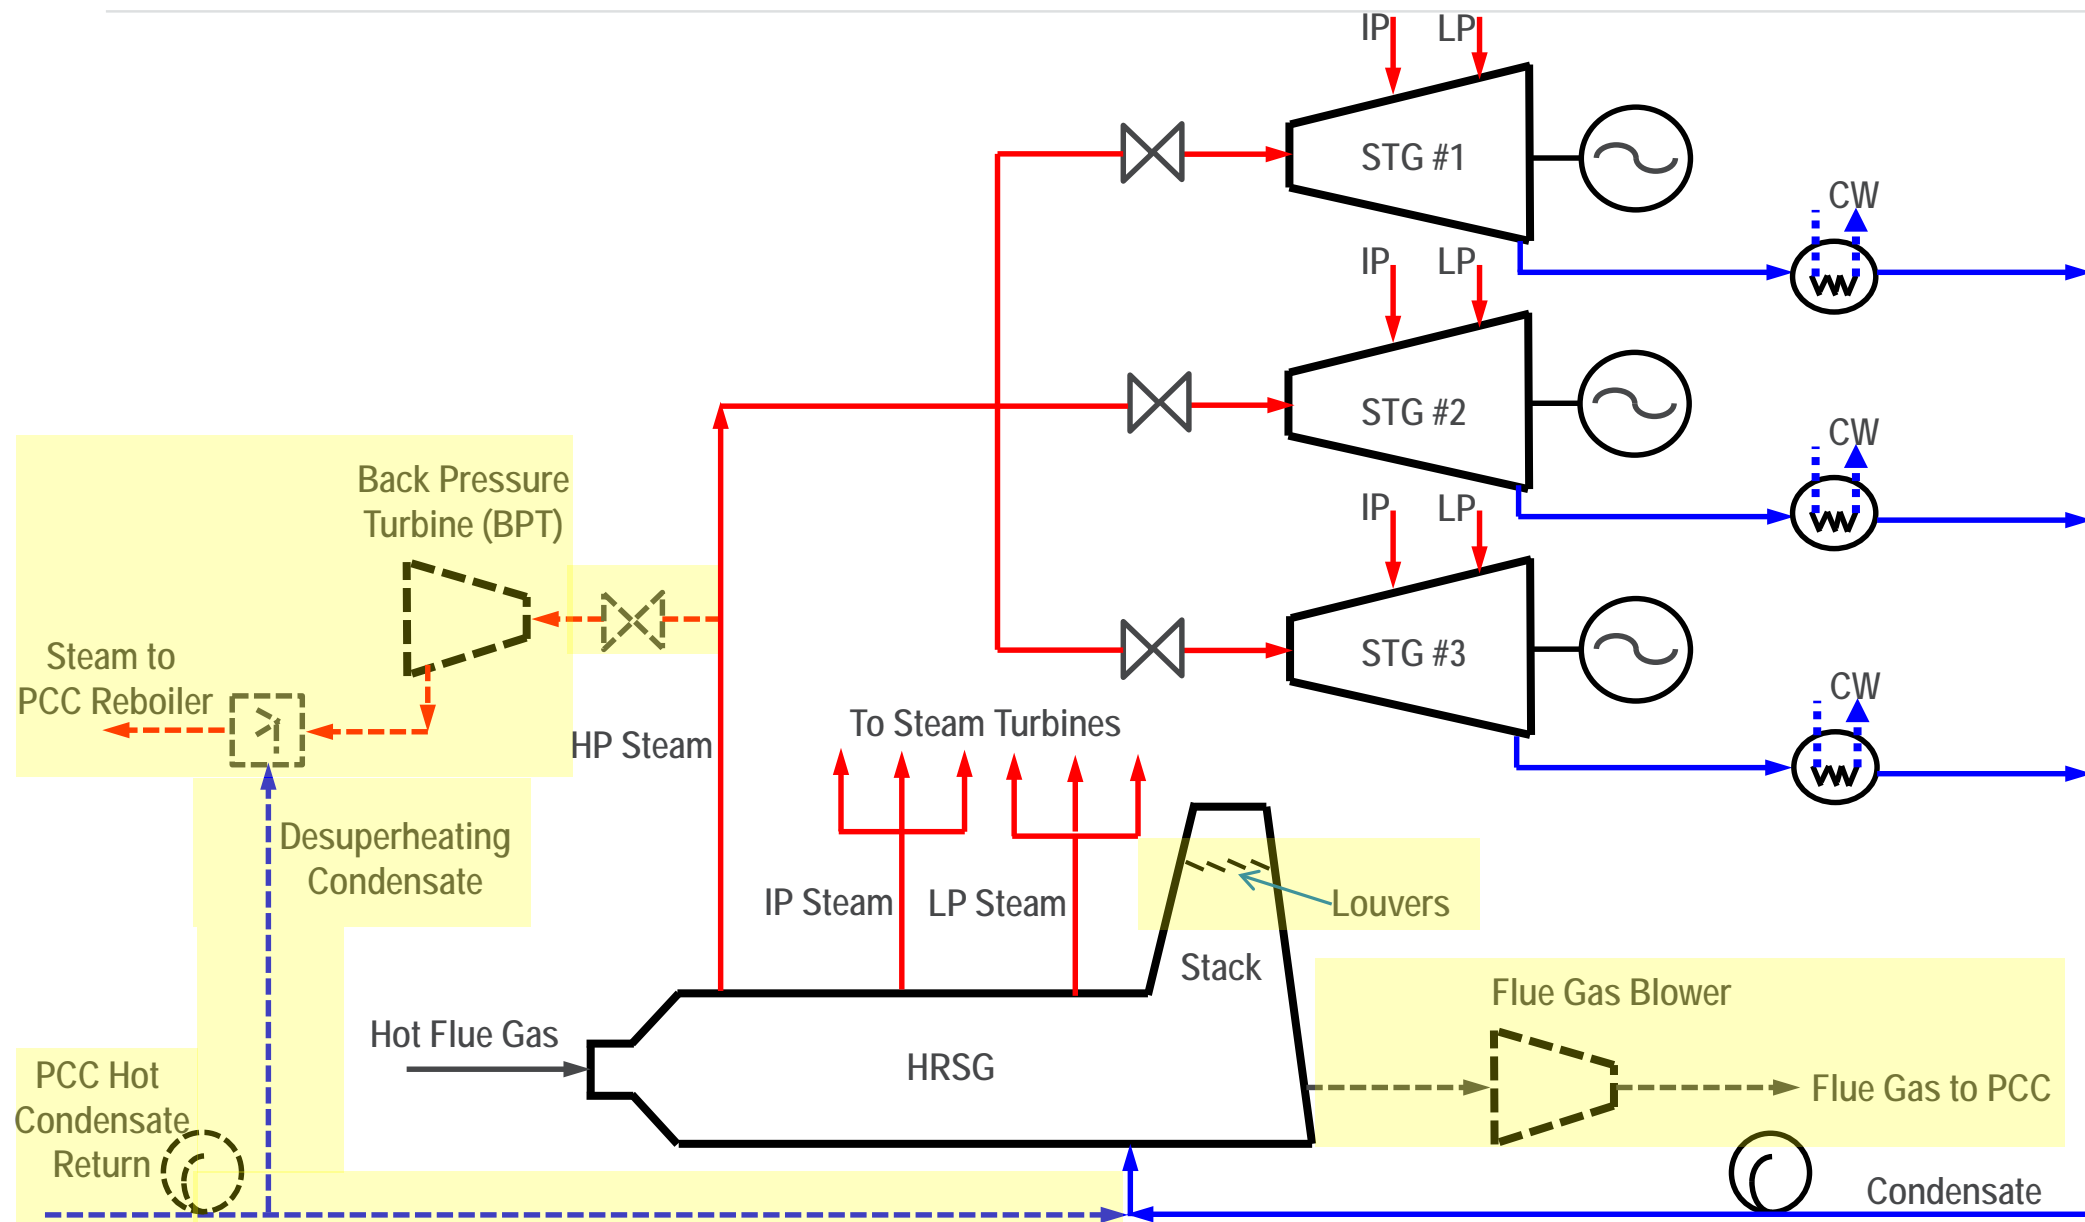 IP LP
STG #1
CW
IP LP
STG #2
CW
IP LP
STG #3
CW
Back Pressure
Turbine (BPT)
Steam to
PCC Reboiler
HP Steam
To Steam Turbines
Desuperheating
Condensate
IP Steam
LP Steam
Louvers
Stack
Flue Gas Blower
Hot Flue Gas
HRSG
Flue Gas to PCC
PCC Hot
Condensate
Return
Condensate